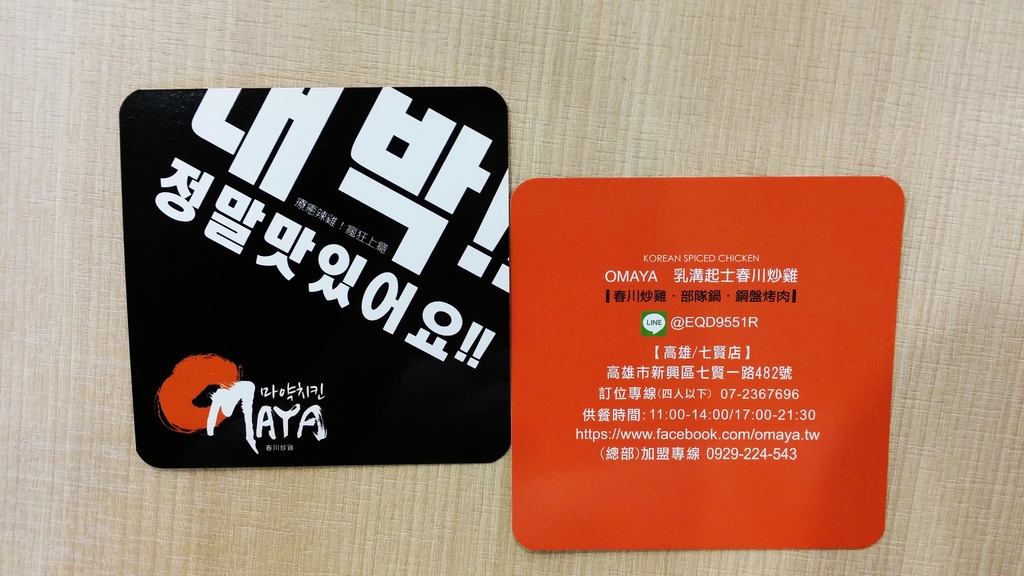 대박!!
療癒辣雞！瘋狂上癮
정말맛있어요!!
마약치킨
OMAYA
春川炒雞
KOREAN SPICED CHICKEN
OMAYA 乳溝起士春川炒雞
▌春川炒雞‧部隊鍋‧銅盤烤肉▌
LINE @EQD9551R
【高雄/七賢店】
高雄市新興區七賢一路482號
訂位專線(四人以下) 07-2367696
供餐時間: 11:00-14:00/17:00-21:30
https://www.facebook.com/omaya.tw
(總部)加盟專線 0929-224-543